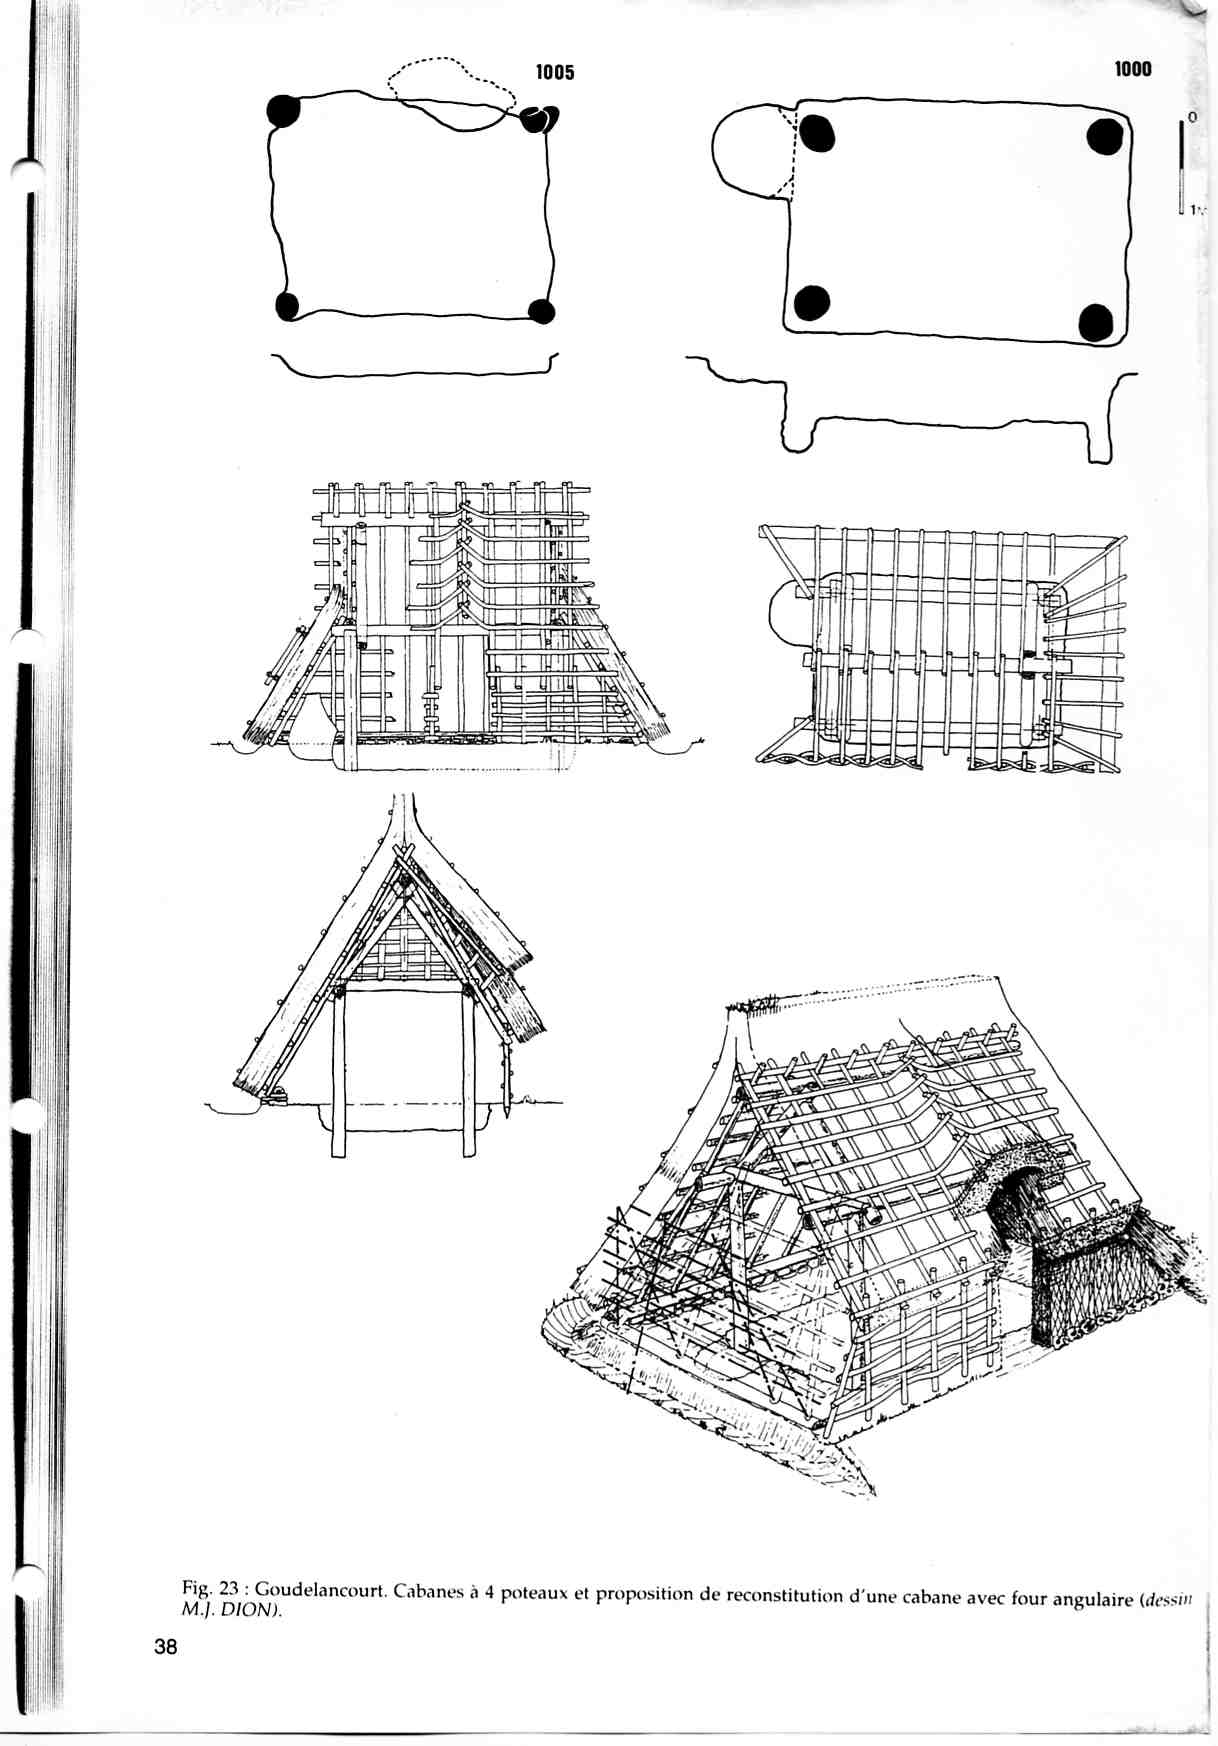 1005
1000
0
1m
Fig. 23 : Goudelancourt. Cabanes à 4 poteaux et proposition de reconstitution d'une cabane avec four angulaire (dessin
M.J. DION).
38